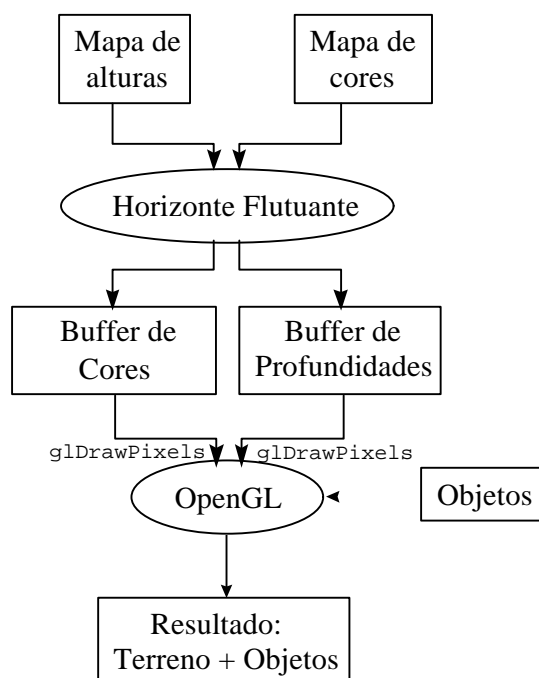 Mapa de
alturas
Mapa de
cores
Horizonte Flutuante
Buffer de
Cores
Buffer de
Profundidades
glDrawPixels
glDrawPixels
OpenGL
Objetos
Resultado:
Terreno + Objetos